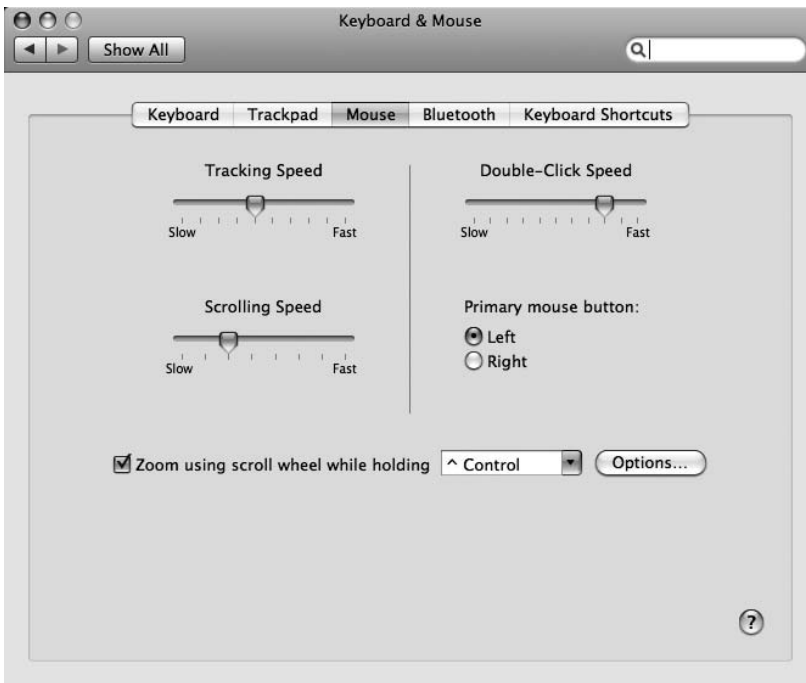 Keyboard & Mouse
Show All
Keyboard Trackpad Mouse Bluetooth Keyboard Shortcuts
Tracking Speed
Slow Fast
Double-Click Speed
Slow Fast
Scrolling Speed
Slow Fast
Primary mouse button:
Left
Right
Zoom using scroll wheel while holding ^ Control Options...
?